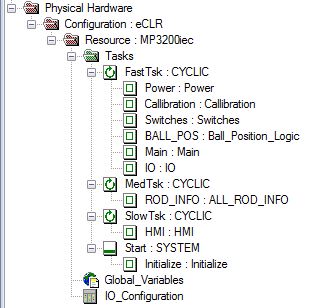 Physical Hardware
Configuration : eCLR
Resource : MP3200iec
Tasks
FastTsk : CYCLIC
Power : Power
Callibration : Callibration
Switches : Switches
BALL_POS : Ball_Position_Logic
Main : Main
IO : IO
MedTsk : CYCLIC
ROD_INFO : ALL_ROD_INFO
SlowTsk : CYCLIC
HMI : HMI
Start : SYSTEM
Initialize : Initialize
Global_Variables
IO_Configuration